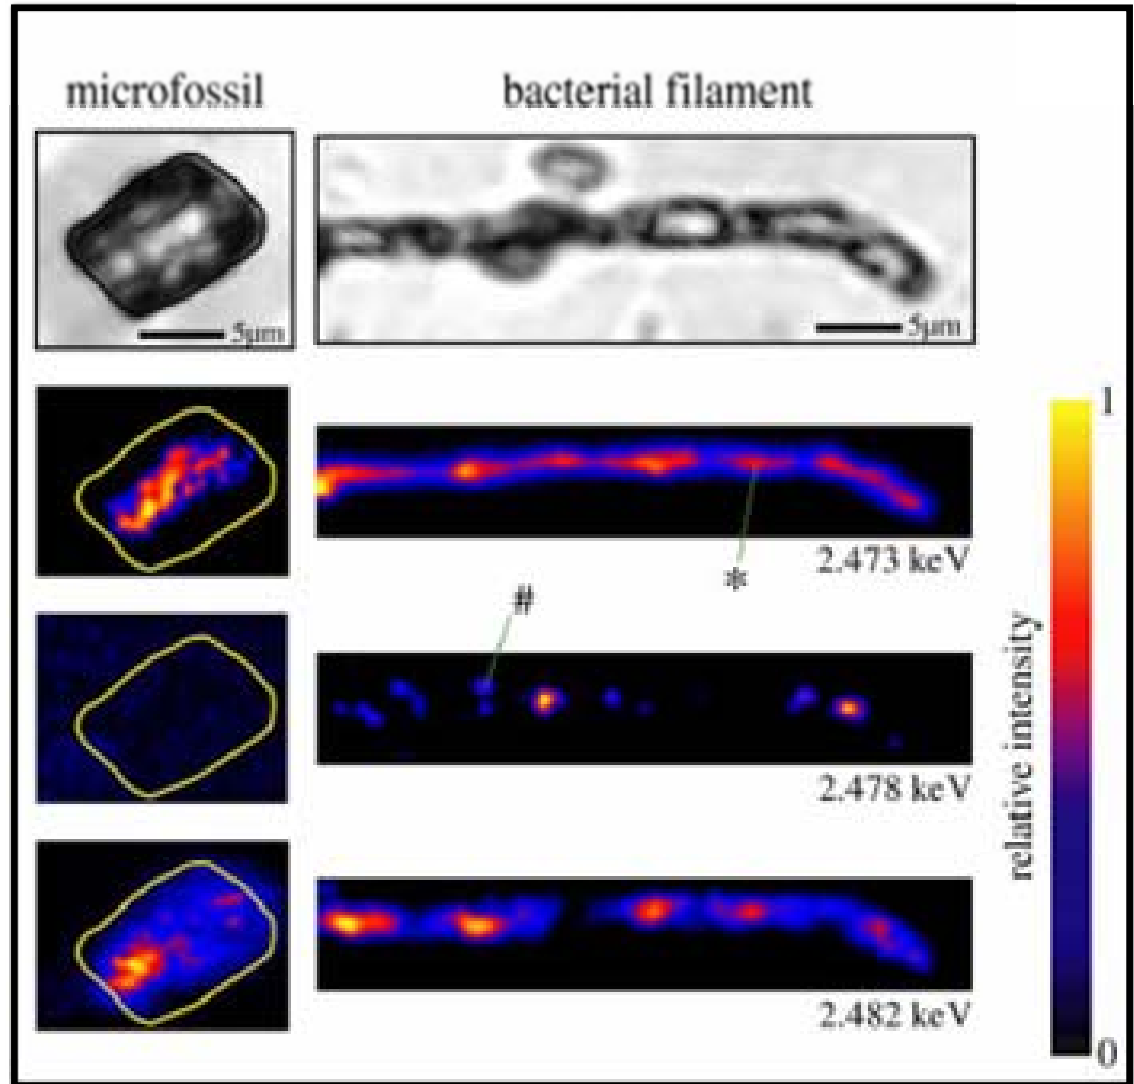 microfossil
bacterial filament
5µm
5µm
1
2.473 keV
*
#
relative intensity
2.478 keV
2.482 keV
0